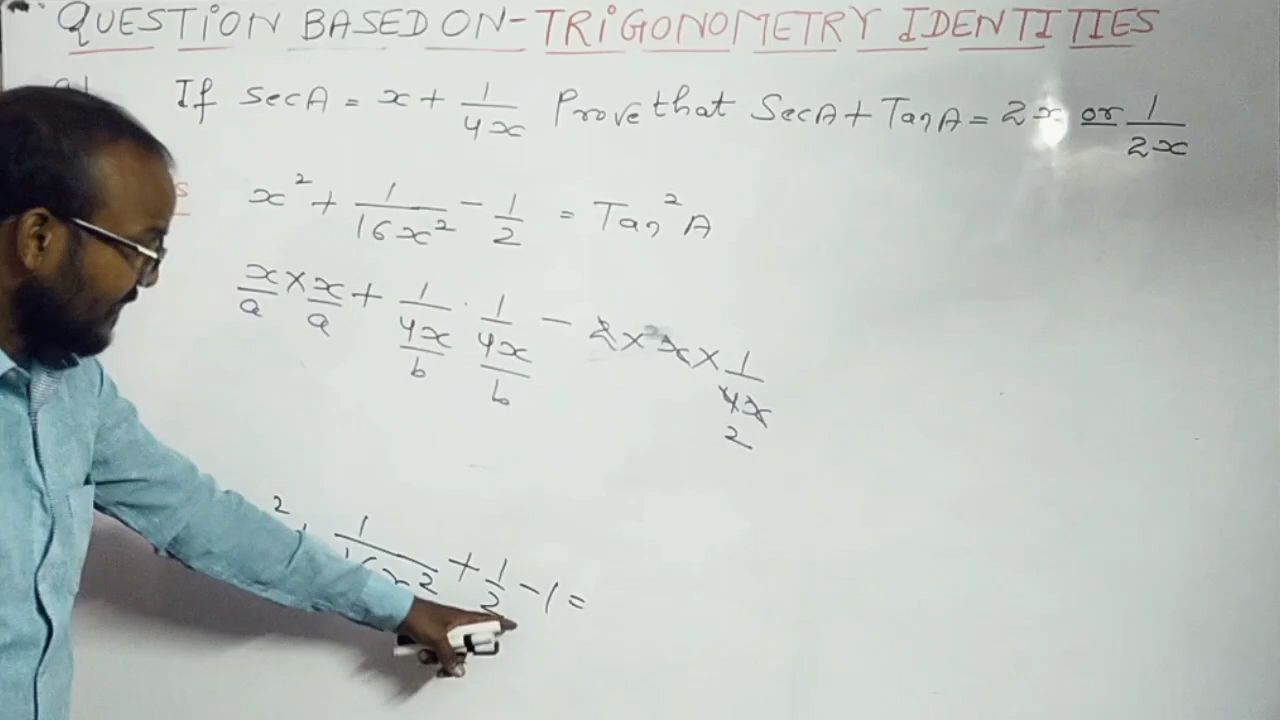 QUESTION BASED ON-TRIGONOMETRY IDENTITIES
If secA = x + 1/4x Prove that SecA + TanA = 2x or 1/2x
s
x² + 1/16x² - 1/2 = Tan²A
x/a × x/a + 1/4x/b · 1/4x/b - 2 × x × 1/4x
2
² + 1/16x² + 1/2 - 1 =